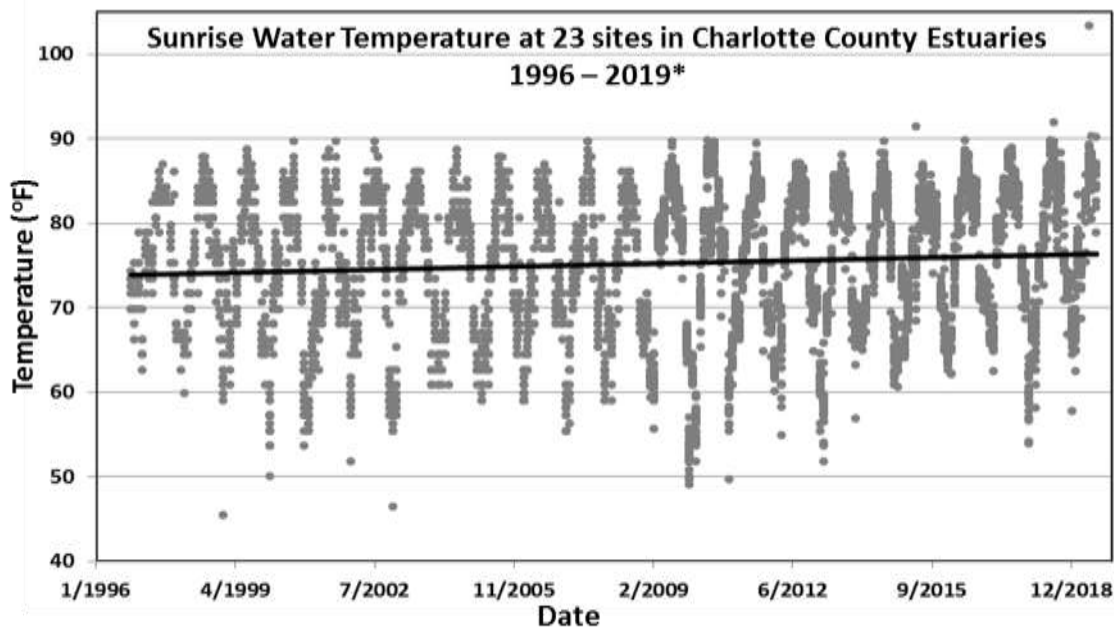 Sunrise Water Temperature at 23 sites in Charlotte County Estuaries
1996 – 2019*
Temperature (°F)
100
90
80
70
60
50
40
1/1996 4/1999 7/2002 11/2005 2/2009 6/2012 9/2015 12/2018
Date